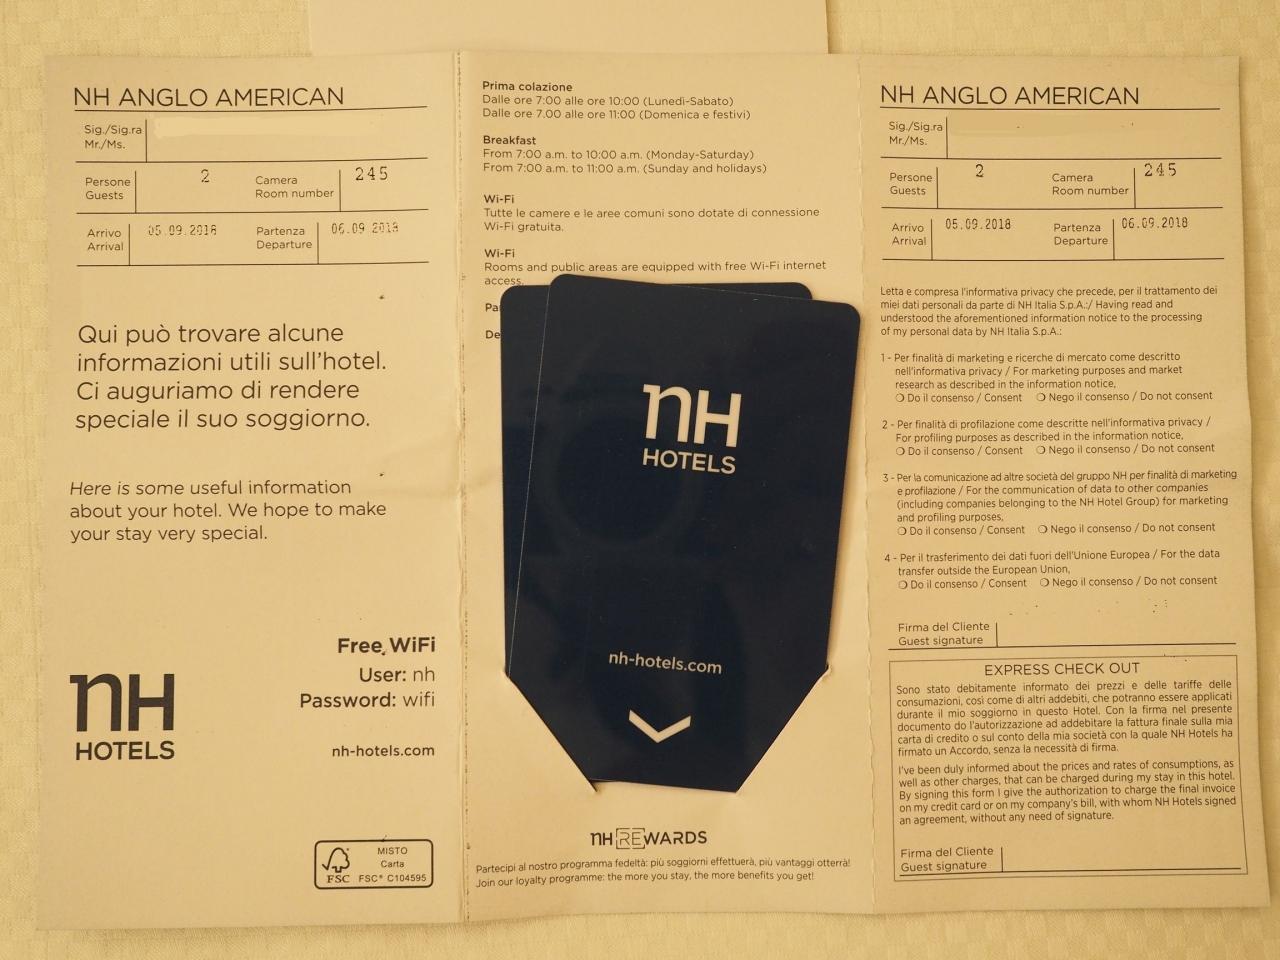 NH ANGLO AMERICAN
Sig./Sig.ra
Mr./Ms.
Persone
Guests
2
Camera
Room number
245
Arrivo
Arrival
05.09.2018
Partenza
Departure
06.09.2018
Qui può trovare alcune
informazioni utili sull'hotel.
Ci auguriamo di rendere
speciale il suo soggiorno.
Here is some useful information
about your hotel. We hope to make
your stay very special.
Free WiFi
User: nh
Password: wifi
nh-hotels.com
nH
HOTELS
FSC
MISTO
Carta
FSC® C104595
Prima colazione
Dalle ore 7:00 alle ore 10:00 (Lunedì-Sabato)
Dalle ore 7.00 alle ore 11:00 (Domenica e festivi)
Breakfast
From 7:00 a.m. to 10:00 a.m. (Monday-Saturday)
From 7:00 a.m. to 11:00 a.m. (Sunday and holidays)
Wi-Fi
Tutte le camere e le aree comuni sono dotate di connessione
Wi-Fi gratuita.
Wi-Fi
Rooms and public areas are equipped with free Wi-Fi internet
access.
Pa
De
nH
HOTELS
nh-hotels.com
nH REWARDS
Partecipi al nostro programma fedeltà: più soggiorni effettuerà, più vantaggi otterrà!
Join our loyalty programme: the more you stay, the more benefits you get!
NH ANGLO AMERICAN
Sig./Sig.ra
Mr./Ms.
Persone
Guests
2
Camera
Room number
245
Arrivo
Arrival
05.09.2018
Partenza
Departure
06.09.2018
Letta e compresa l'informativa privacy che precede, per il trattamento dei
miei dati personali da parte di NH Italia S.p.A.:/ Having read and
understood the aforementioned information notice to the processing
of my personal data by NH Italia S.p.A.:
1 - Per finalità di marketing e ricerche di mercato come descritto
nell'informativa privacy / For marketing purposes and market
research as described in the information notice,
❍ Do il consenso / Consent ❍ Nego il consenso / Do not consent
2 - Per finalità di profilazione come descritte nell'informativa privacy /
For profiling purposes as described in the information notice,
❍ Do il consenso / Consent ❍ Nego il consenso / Do not consent
3 - Per la comunicazione ad altre società del gruppo NH per finalità di marketing
e profilazione / For the communication of data to other companies
(including companies belonging to the NH Hotel Group) for marketing
and profiling purposes,
❍ Do il consenso / Consent ❍ Nego il consenso / Do not consent
4 - Per il trasferimento dei dati fuori dell'Unione Europea / For the data
transfer outside the European Union,
❍ Do il consenso / Consent ❍ Nego il consenso / Do not consent
Firma del Cliente
Guest signature
EXPRESS CHECK OUT
Sono stato debitamente informato dei prezzi e delle tariffe delle
consumazioni, così come di altri addebiti, che potranno essere applicati
durante il mio soggiorno in questo Hotel. Con la firma nel presente
documento do l'autorizzazione ad addebitare la fattura finale sulla mia
carta di credito o sul conto della mia società con la quale NH Hotels ha
firmato un Accordo, senza la necessità di firma.
I've been duly informed about the prices and rates of consumptions, as
well as other charges, that can be charged during my stay in this hotel.
By signing this form I give the authorization to charge the final invoice
on my credit card or on my company's bill, with whom NH Hotels signed
an agreement, without any need of signature.
Firma del Cliente
Guest signature